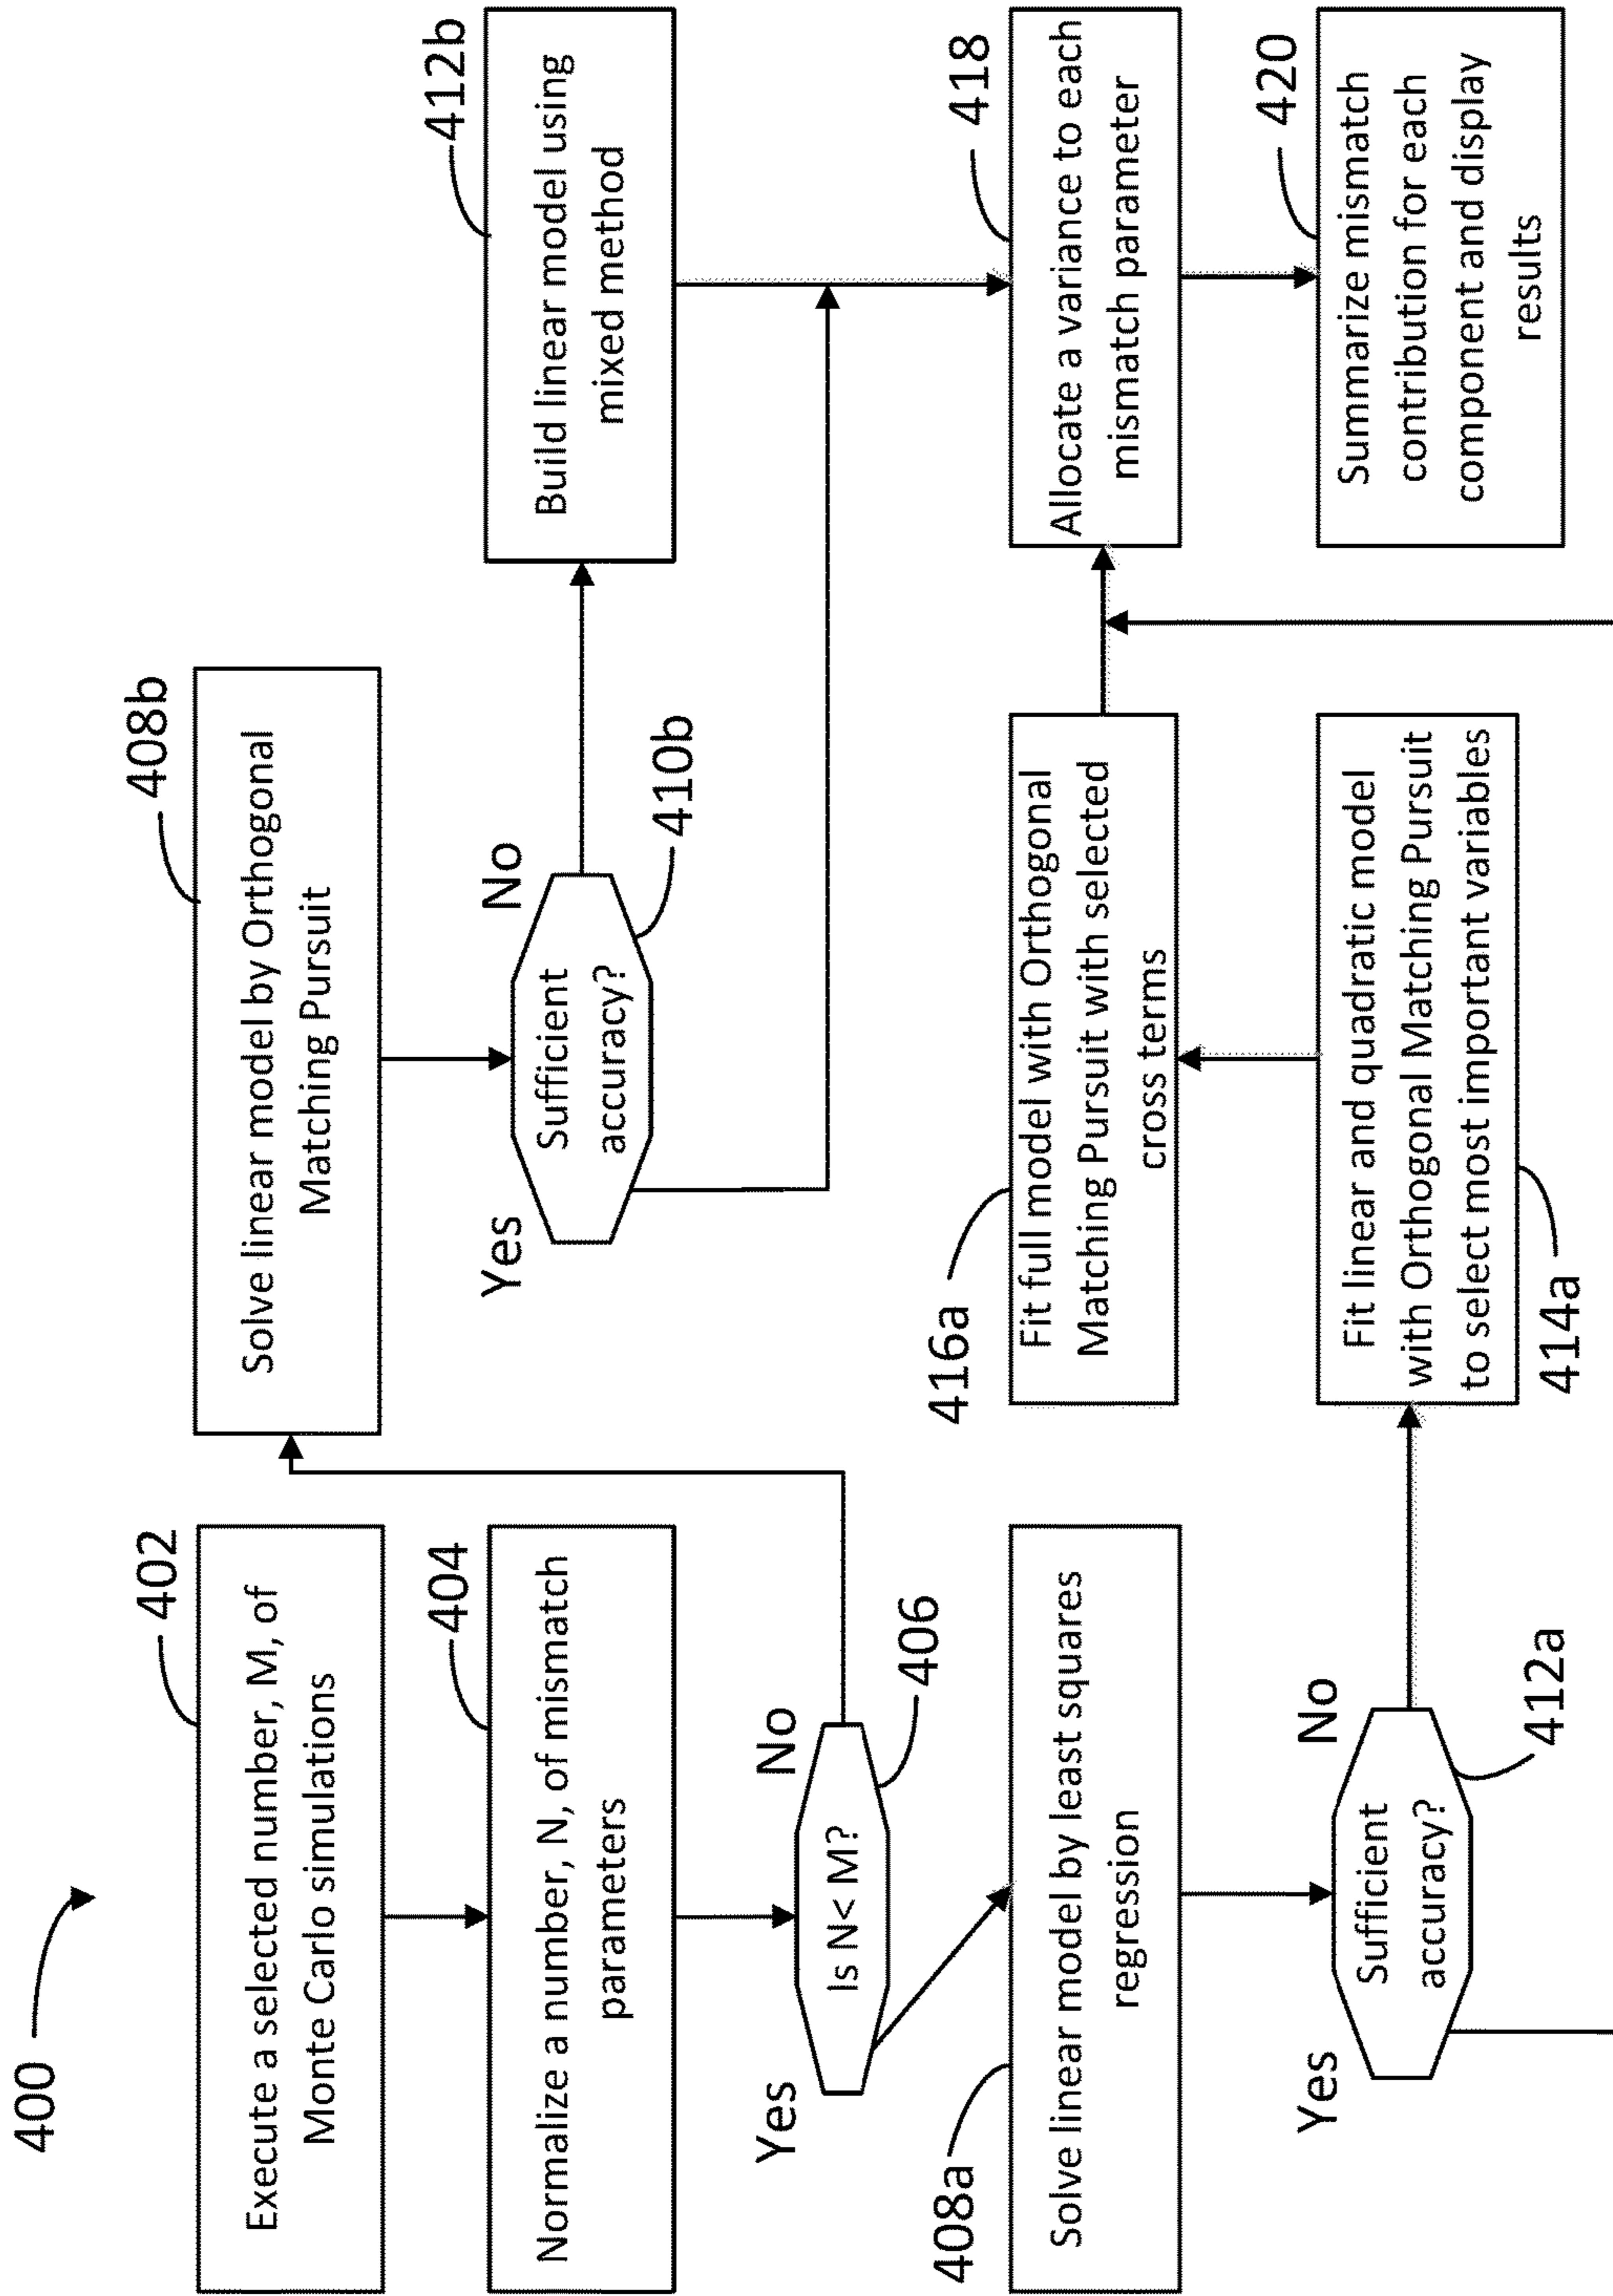 400
402
Execute a selected number, M, of
Monte Carlo simulations
404
Normalize a number, N, of mismatch
parameters
Yes
No
Is N< M?
406
408a
Solve linear model by least squares
regression
Yes
No
Sufficient
accuracy?
412a
408b
Solve linear model by Orthogonal
Matching Pursuit
Yes
No
Sufficient
accuracy?
410b
416a
Fit full model with Orthogonal
Matching Pursuit with selected
cross terms
Fit linear and quadratic model
with Orthogonal Matching Pursuit
to select most important variables
414a
412b
Build linear model using
mixed method
418
Allocate a variance to each
mismatch parameter
420
Summarize mismatch
contribution for each
component and display
results